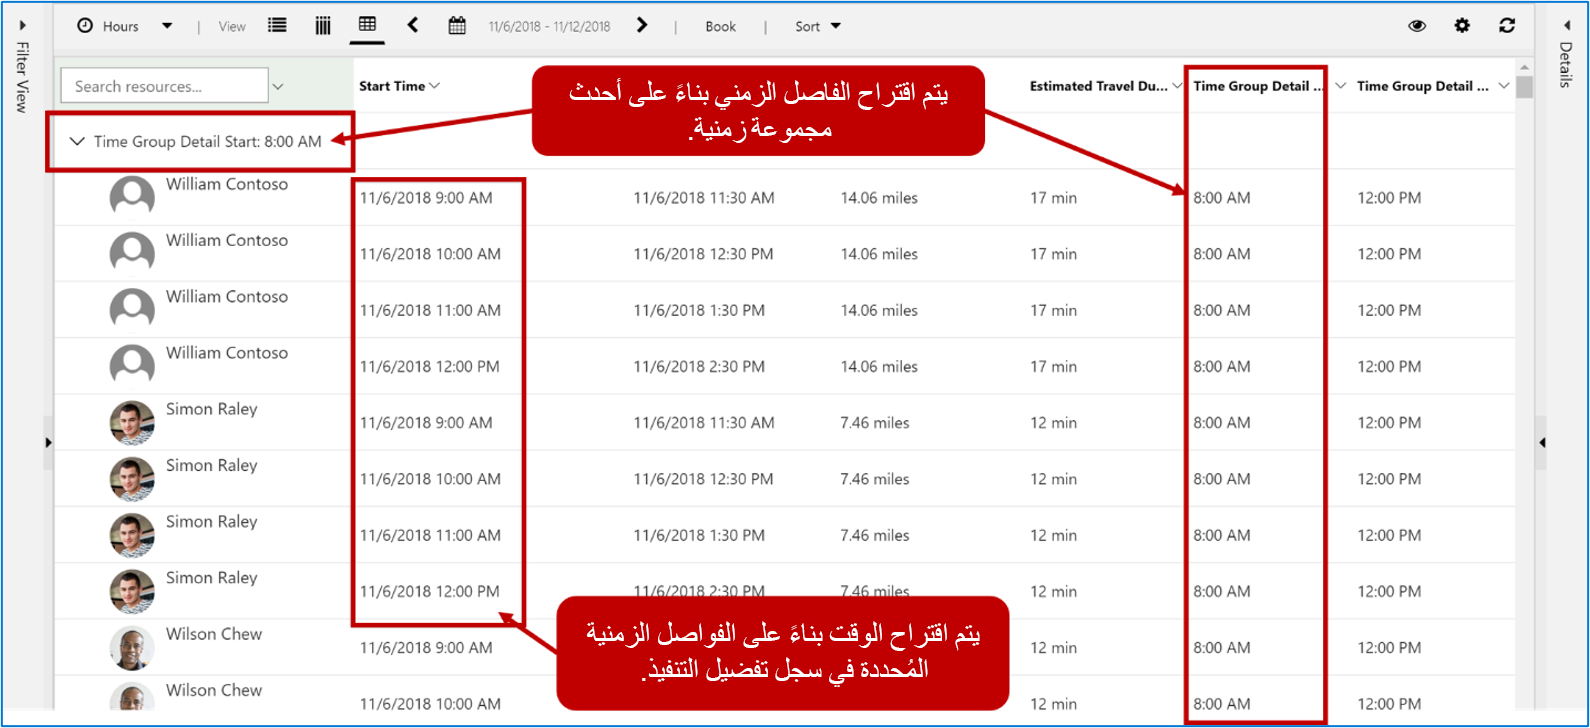 Hours
View
11/6/2018 - 11/12/2018
Book
Sort
Filter View
Details
Search resources...
Start Time
Estimated Travel Du...
Time Group Detail ...
Time Group Detail ...
يتم اقتراح الفاصل الزمني بناءً على أحدث
مجموعة زمنية.
Time Group Detail Start: 8:00 AM
William Contoso
11/6/2018 9:00 AM 11/6/2018 11:30 AM 14.06 miles 17 min 8:00 AM 12:00 PM
William Contoso
11/6/2018 10:00 AM 11/6/2018 12:30 PM 14.06 miles 17 min 8:00 AM 12:00 PM
William Contoso
11/6/2018 11:00 AM 11/6/2018 1:30 PM 14.06 miles 17 min 8:00 AM 12:00 PM
William Contoso
11/6/2018 12:00 PM 11/6/2018 2:30 PM 14.06 miles 17 min 8:00 AM 12:00 PM
Simon Raley
11/6/2018 9:00 AM 11/6/2018 11:30 AM 7.46 miles 12 min 8:00 AM 12:00 PM
Simon Raley
11/6/2018 10:00 AM 11/6/2018 12:30 PM 7.46 miles 12 min 8:00 AM 12:00 PM
Simon Raley
11/6/2018 11:00 AM 11/6/2018 1:30 PM 7.46 miles 12 min 8:00 AM 12:00 PM
Simon Raley
11/6/2018 12:00 PM 11/6/2018 2:30 PM 7.46 miles 12 min 8:00 AM 12:00 PM
Wilson Chew
11/6/2018 9:00 AM 12 min 8:00 AM 12:00 PM
Wilson Chew
11/6/2018 10:00 AM 12 min 8:00 AM 12:00 PM
يتم اقتراح الوقت بناءً على الفواصل الزمنية
المُحددة في سجل تفضيل التنفيذ.